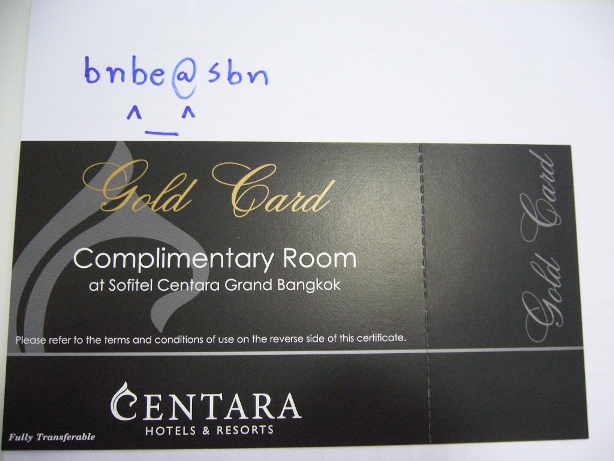 bnbe@sbn
^_^
Gold Card
Complimentary Room
at Sofitel Centara Grand Bangkok
Please refer to the terms and conditions of use on the reverse side of this certificate.
CENTARA
HOTELS & RESORTS
Fully Transferable
Gold Card